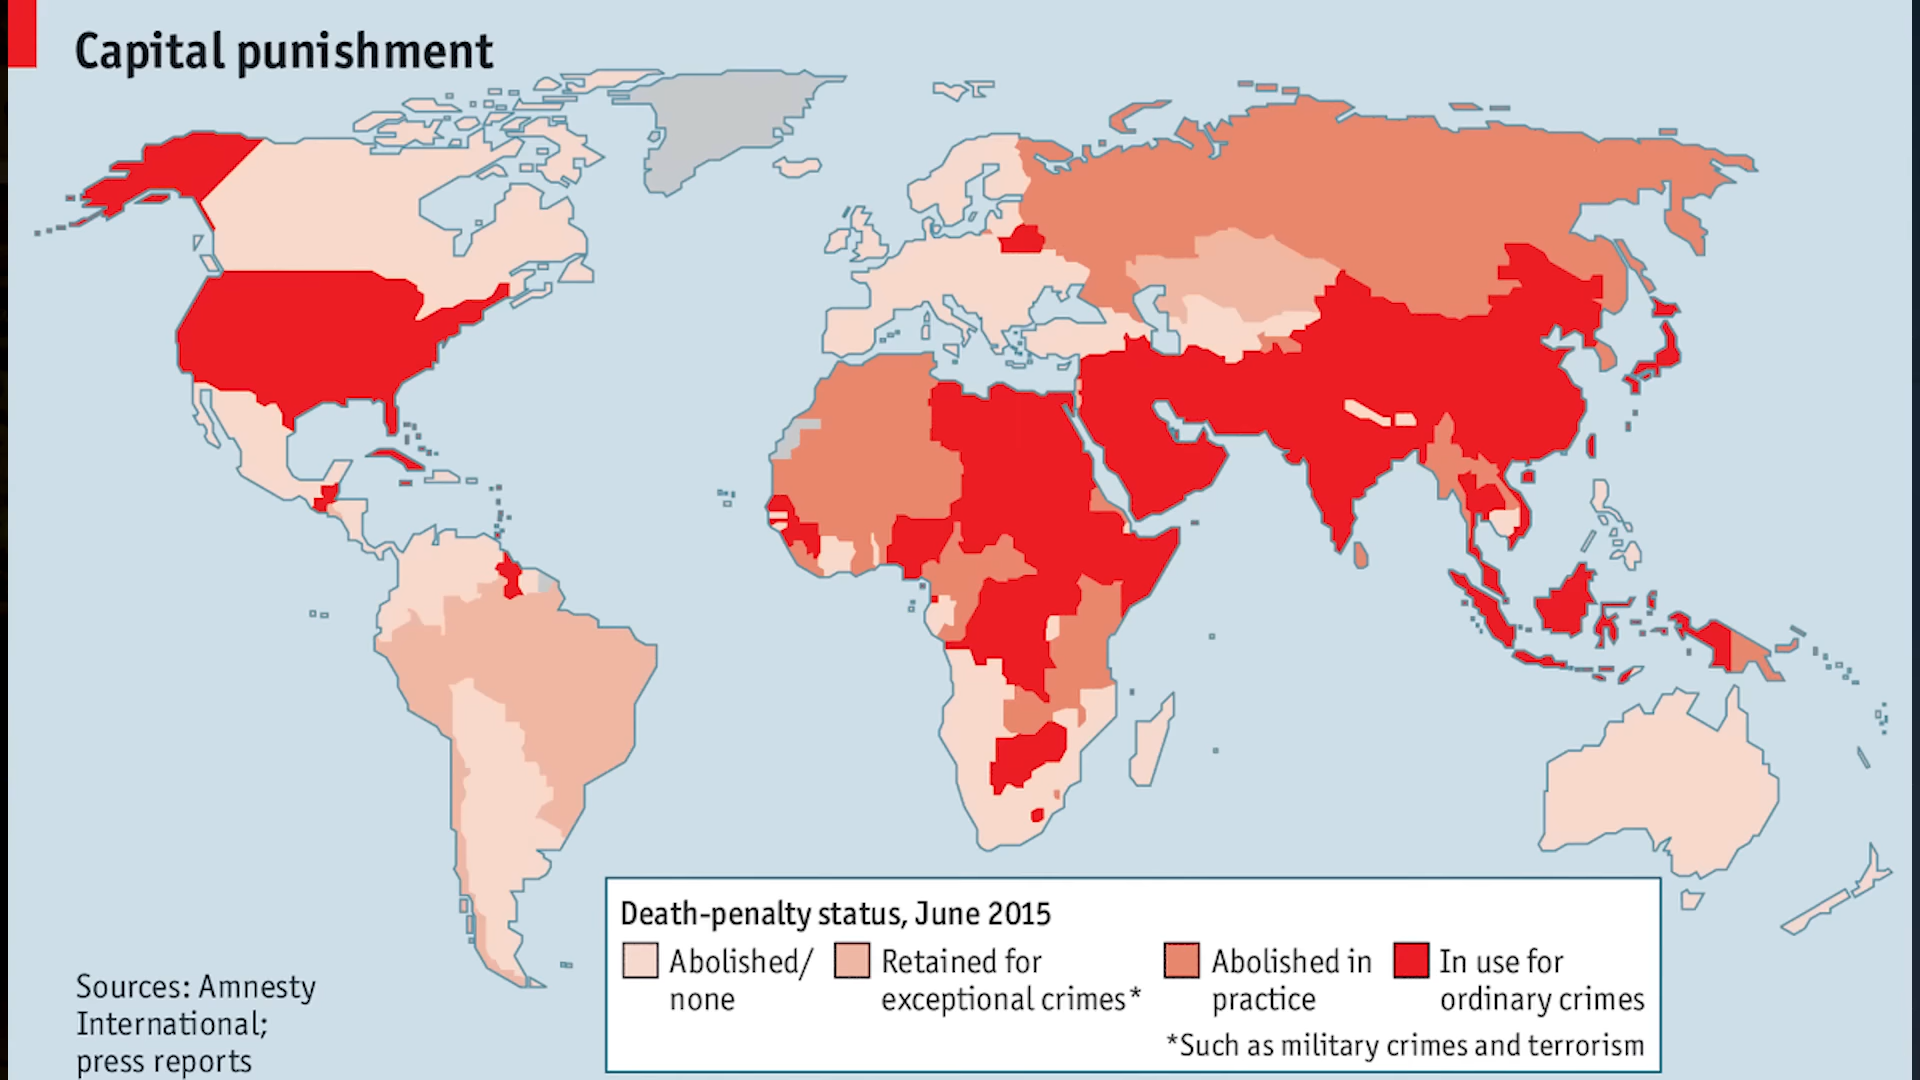 Capital punishment
Death-penalty status, June 2015
Abolished/
none
Retained for
exceptional crimes*
Abolished in
practice
In use for
ordinary crimes
*Such as military crimes and terrorism
Sources: Amnesty
International;
press reports